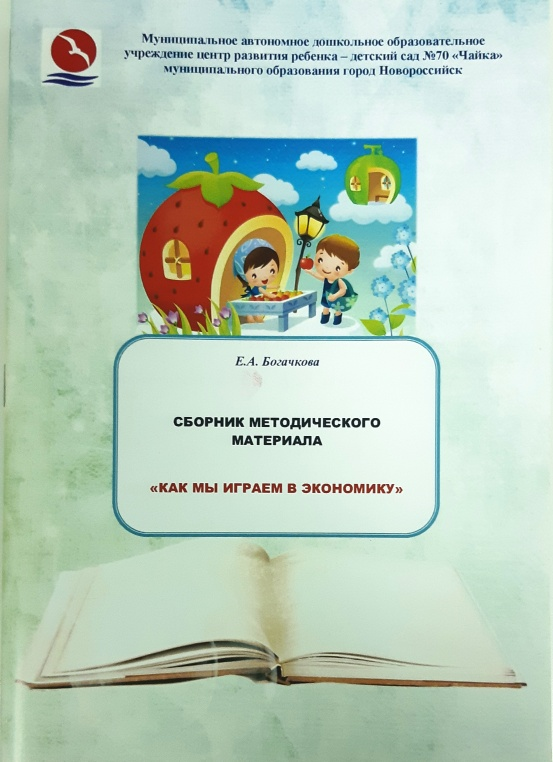 Муниципальное автономное дошкольное образовательное
учреждение центр развития ребенка – детский сад №70 «Чайка»
муниципального образования город Новороссийск
Е.А. Богачкова
СБОРНИК МЕТОДИЧЕСКОГО
МАТЕРИАЛА
«КАК МЫ ИГРАЕМ В ЭКОНОМИКУ»